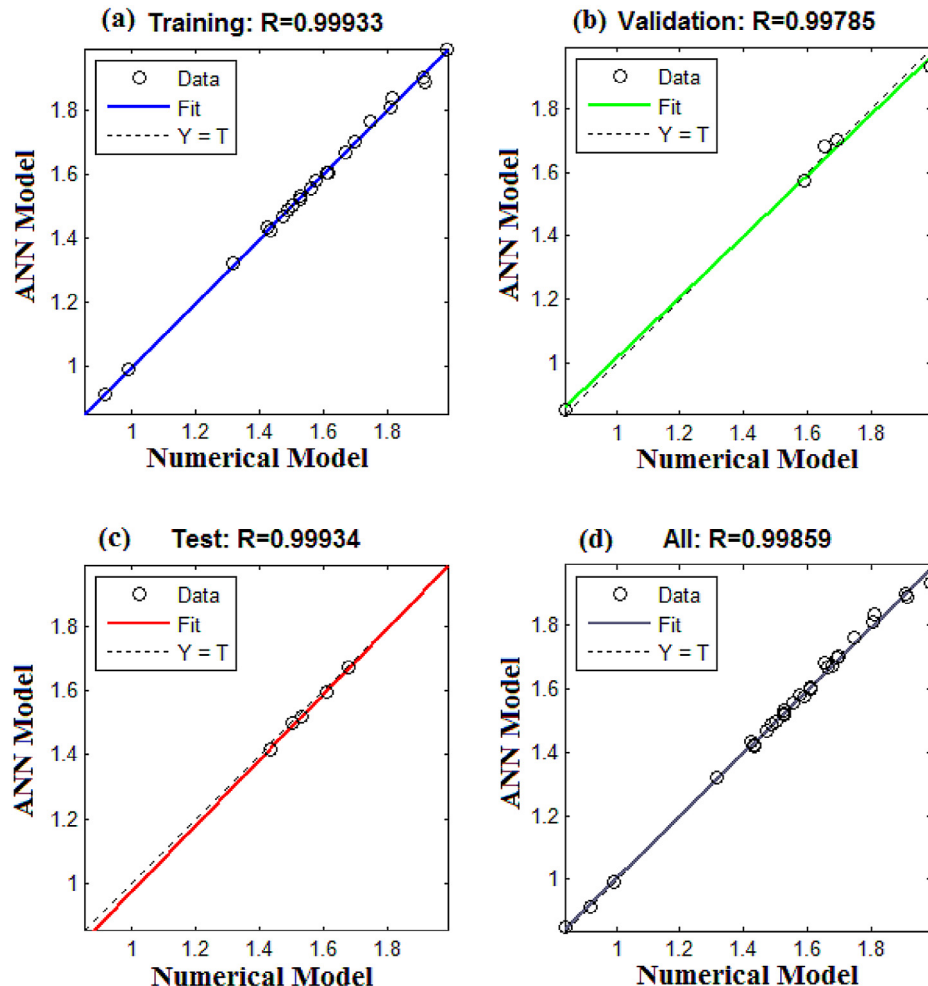 (a) Training: R=0.99933
Data
Fit
Y = T
1.8
1.6
1.4
1.2
1
1
1.2
1.4
1.6
1.8
ANN Model
Numerical Model
(b) Validation: R=0.99785
Data
Fit
Y = T
1.8
1.6
1.4
1.2
1
1
1.2
1.4
1.6
1.8
ANN Model
Numerical Model
(c) Test: R=0.99934
Data
Fit
Y = T
1.8
1.6
1.4
1.2
1
1
1.2
1.4
1.6
1.8
ANN Model
Numerical Model
(d) All: R=0.99859
Data
Fit
Y = T
1.8
1.6
1.4
1.2
1
1
1.2
1.4
1.6
1.8
ANN Model
Numerical Model